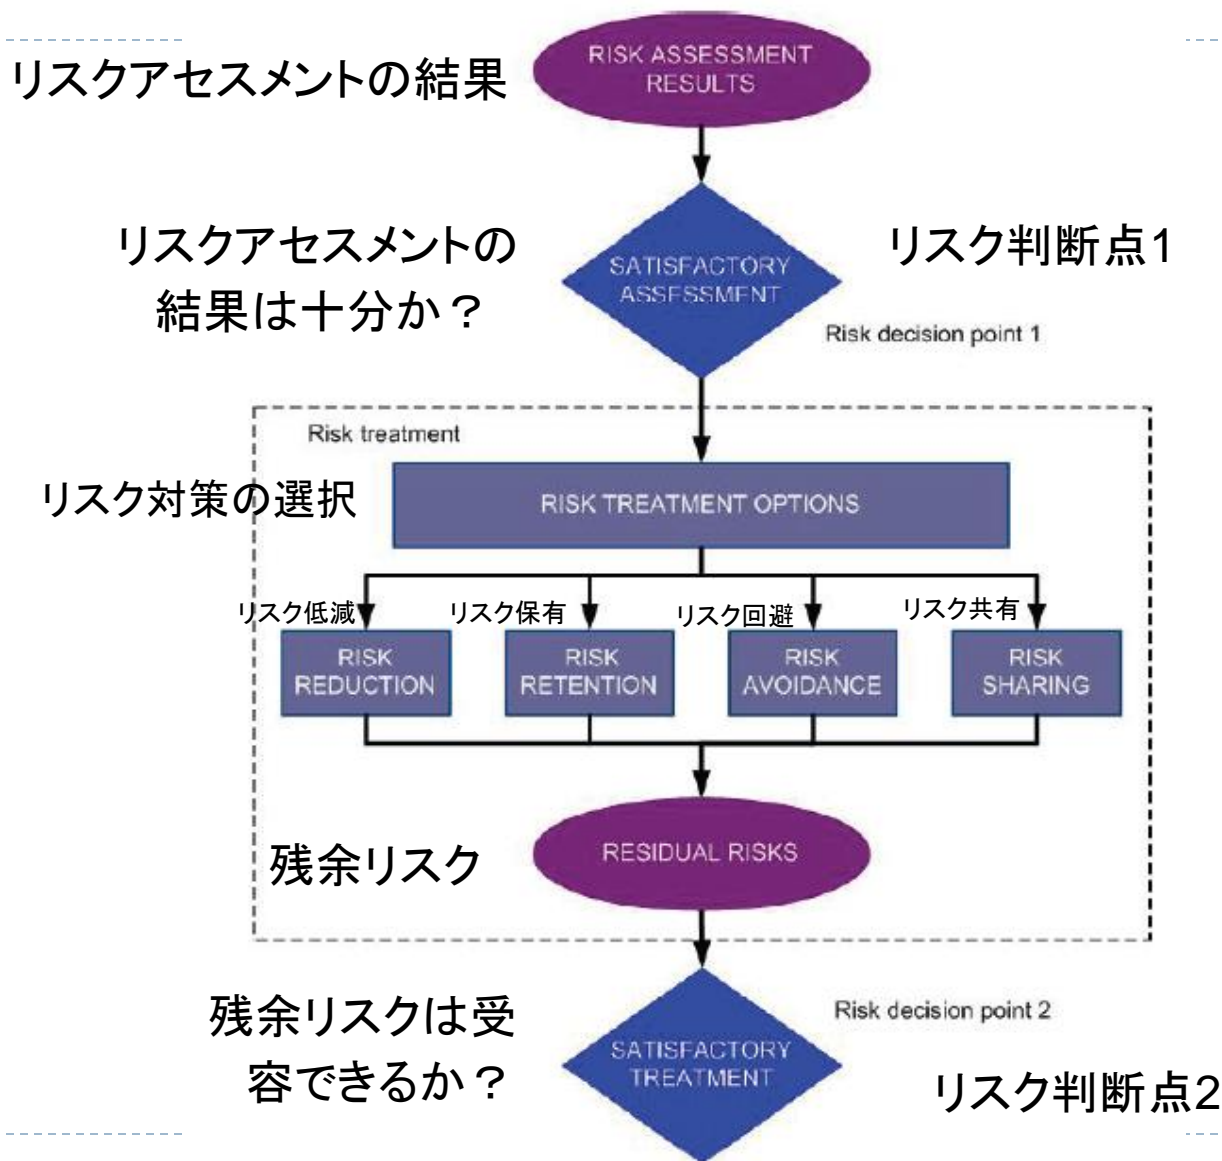 リスクアセスメントの結果
RISK ASSESSMENT
RESULTS
リスクアセスメントの
結果は十分か？
SATISFACTORY
ASSESSMENT
リスク判断点1
Risk decision point 1
Risk treatment
リスク対策の選択
RISK TREATMENT OPTIONS
リスク低減
リスク保有
リスク回避
リスク共有
RISK
REDUCTION
RISK
RETENTION
RISK
AVOIDANCE
RISK
SHARING
残余リスク
RESIDUAL RISKS
残余リスクは受
容できるか？
SATISFACTORY
TREATMENT
Risk decision point 2
リスク判断点2